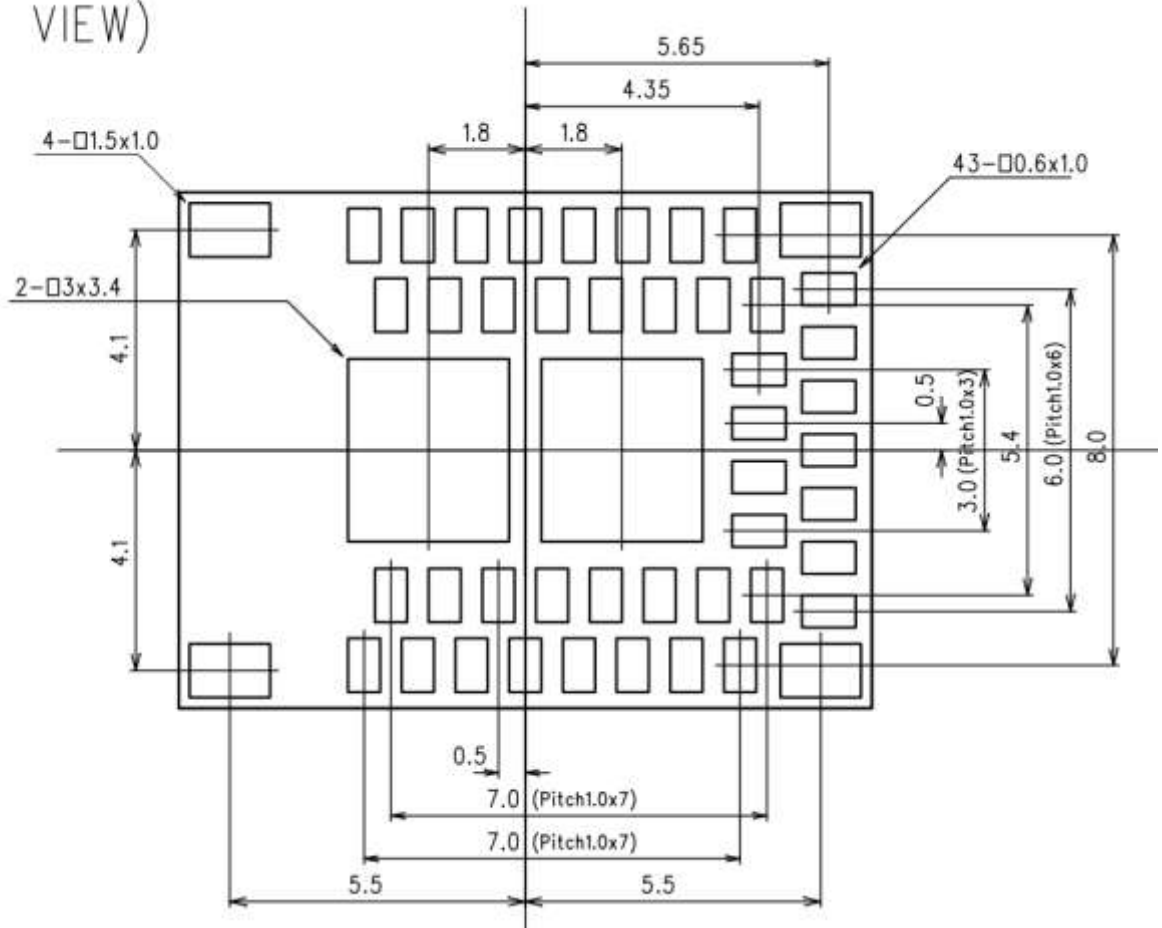 VIEW)
5.65
4.35
1.8
1.8
4-□1.5x1.0
43-□0.6x1.0
2-□3x3.4
4.1
4.1
0.5
3.0 (Pitch1.0x3)
5.4
6.0 (Pitch1.0x6)
8.0
0.5
7.0 (Pitch1.0x7)
7.0 (Pitch1.0x7)
5.5
5.5